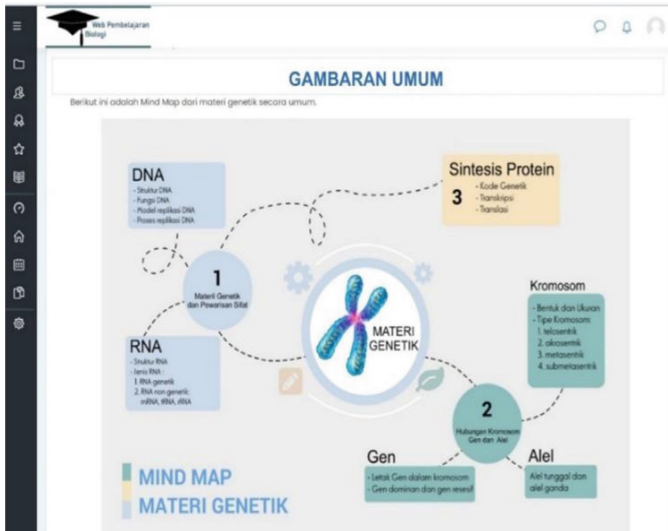 Web Pembelajaran
Biologi
GAMBARAN UMUM
Berikut ini adalah Mind Map dari materi genetik secara umum.
DNA
- Struktur DNA
- Fungsi DNA
- Model replikasi DNA
- Proses replikasi DNA
1
Materi Genetik
dan Pewarisan Sifat
RNA
- Struktur RNA
- Jenis RNA :
1. RNA genetik
2. RNA non genetik:
mRNA, tRNA, rRNA
MATERI
GENETIK
Sintesis Protein
3
- Kode Genetik
- Transkripsi
- Translasi
Kromosom
- Bentuk dan Ukuran
- Tipe Kromosom:
1. telosentrik
2. akrosentrik
3. metasentrik
4. submetasentrik
2
Hubungan Kromosom
Gen dan Alel
Gen
- Letak Gen dalam kromosom
- Gen dominan dan gen resesif
Alel
Alel tunggal dan
alel ganda
MIND MAP
MATERI GENETIK